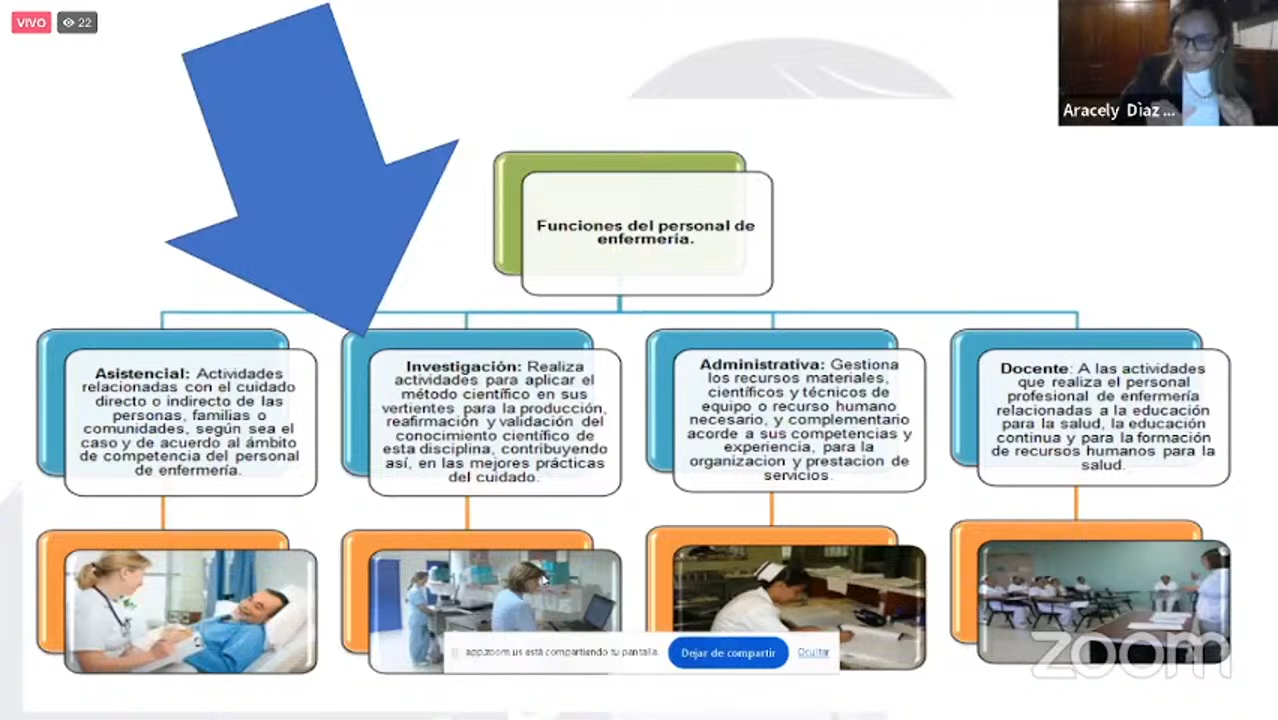 VIVO
22
Aracely Dìaz ...
Funciones del personal de
enfermería.
Asistencial: Actividades
relacionadas con el cuidado
directo o indirecto de las
personas, familias o
comunidades, según sea el
caso y de acuerdo al ámbito
de competencia del personal
de enfermería.
Investigación: Realiza
actividades para aplicar el
método científico en sus
vertientes para la producción,
reafirmación y validación del
conocimiento científico de
esta disciplina, contribuyendo
así, en las mejores prácticas
del cuidado.
Administrativa: Gestiona
los recursos materiales,
científicos y técnicos de
equipo o recurso humano
necesario, y complementario
acorde a sus competencias y
experiencia, para la
organizacion y prestacion de
servicios.
Docente: A las actividades
que realiza el personal
profesional de enfermería
relacionadas a la educación
para la salud, la educación
continua y para la formación
de recursos humanos para la
salud.
app.zoom.us está compartiendo tu pantalla.
Dejar de compartir
Ocultar
zoom